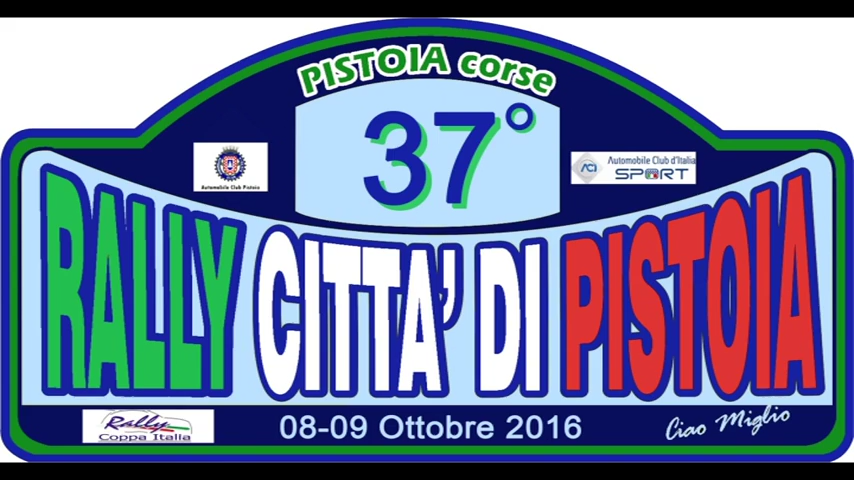 PISTOIA corse
37°
Automobile Club Pistoia
ACI
Automobile Club d'Italia
SPORT
RALLY CITTA' DI PISTOIA
Rally
Coppa Italia
08-09 Ottobre 2016
Ciao Miglio